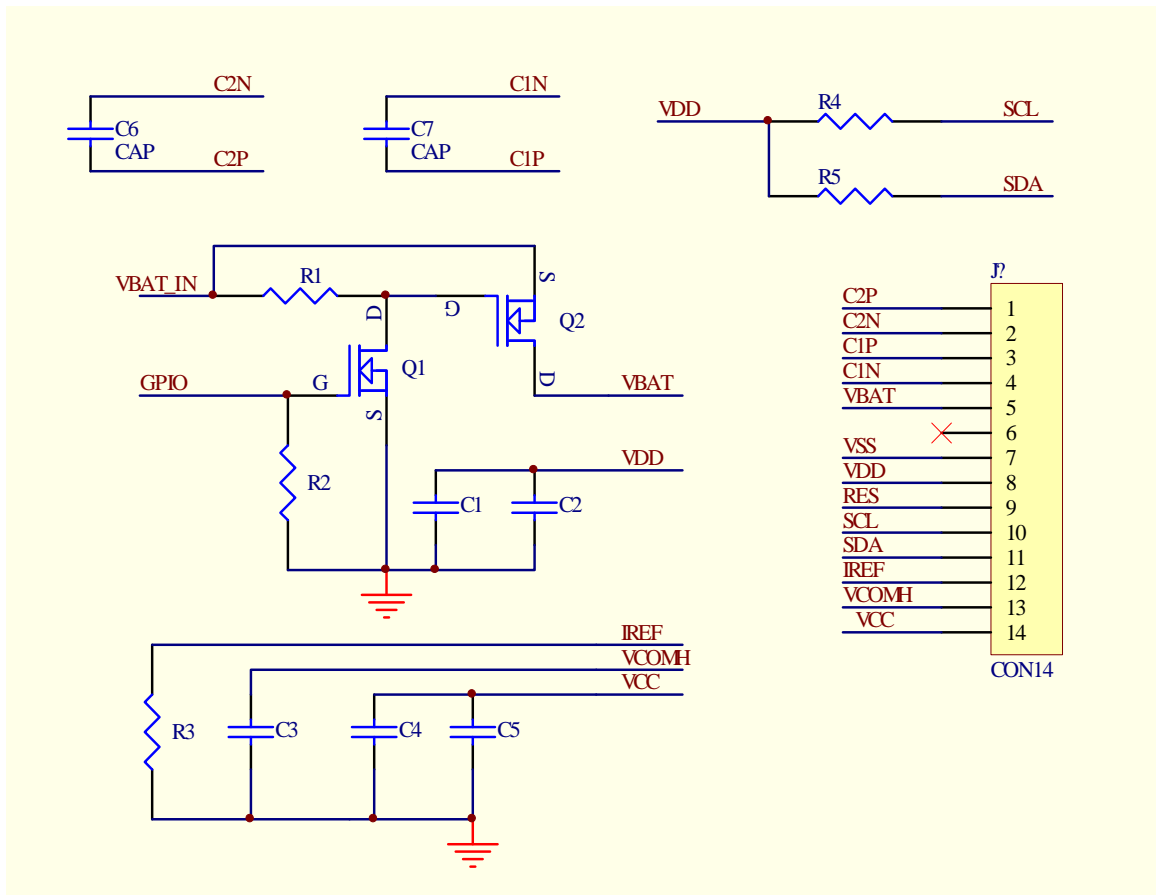 C2N
C6
CAP
C2P
C1N
C7
CAP
C1P
VDD
R4
SCL
R5
SDA
VBAT_IN
R1
S
D
G
Q2
Q1
GPIO
G
D
VBAT
S
R2
VDD
C1
C2
IREF
VCOMH
VCC
R3
C3
C4
C5
J?
C2P 1
C2N 2
C1P 3
C1N 4
VBAT 5
6
VSS 7
VDD 8
RES 9
SCL 10
SDA 11
IREF 12
VCOMH 13
VCC 14
CON14